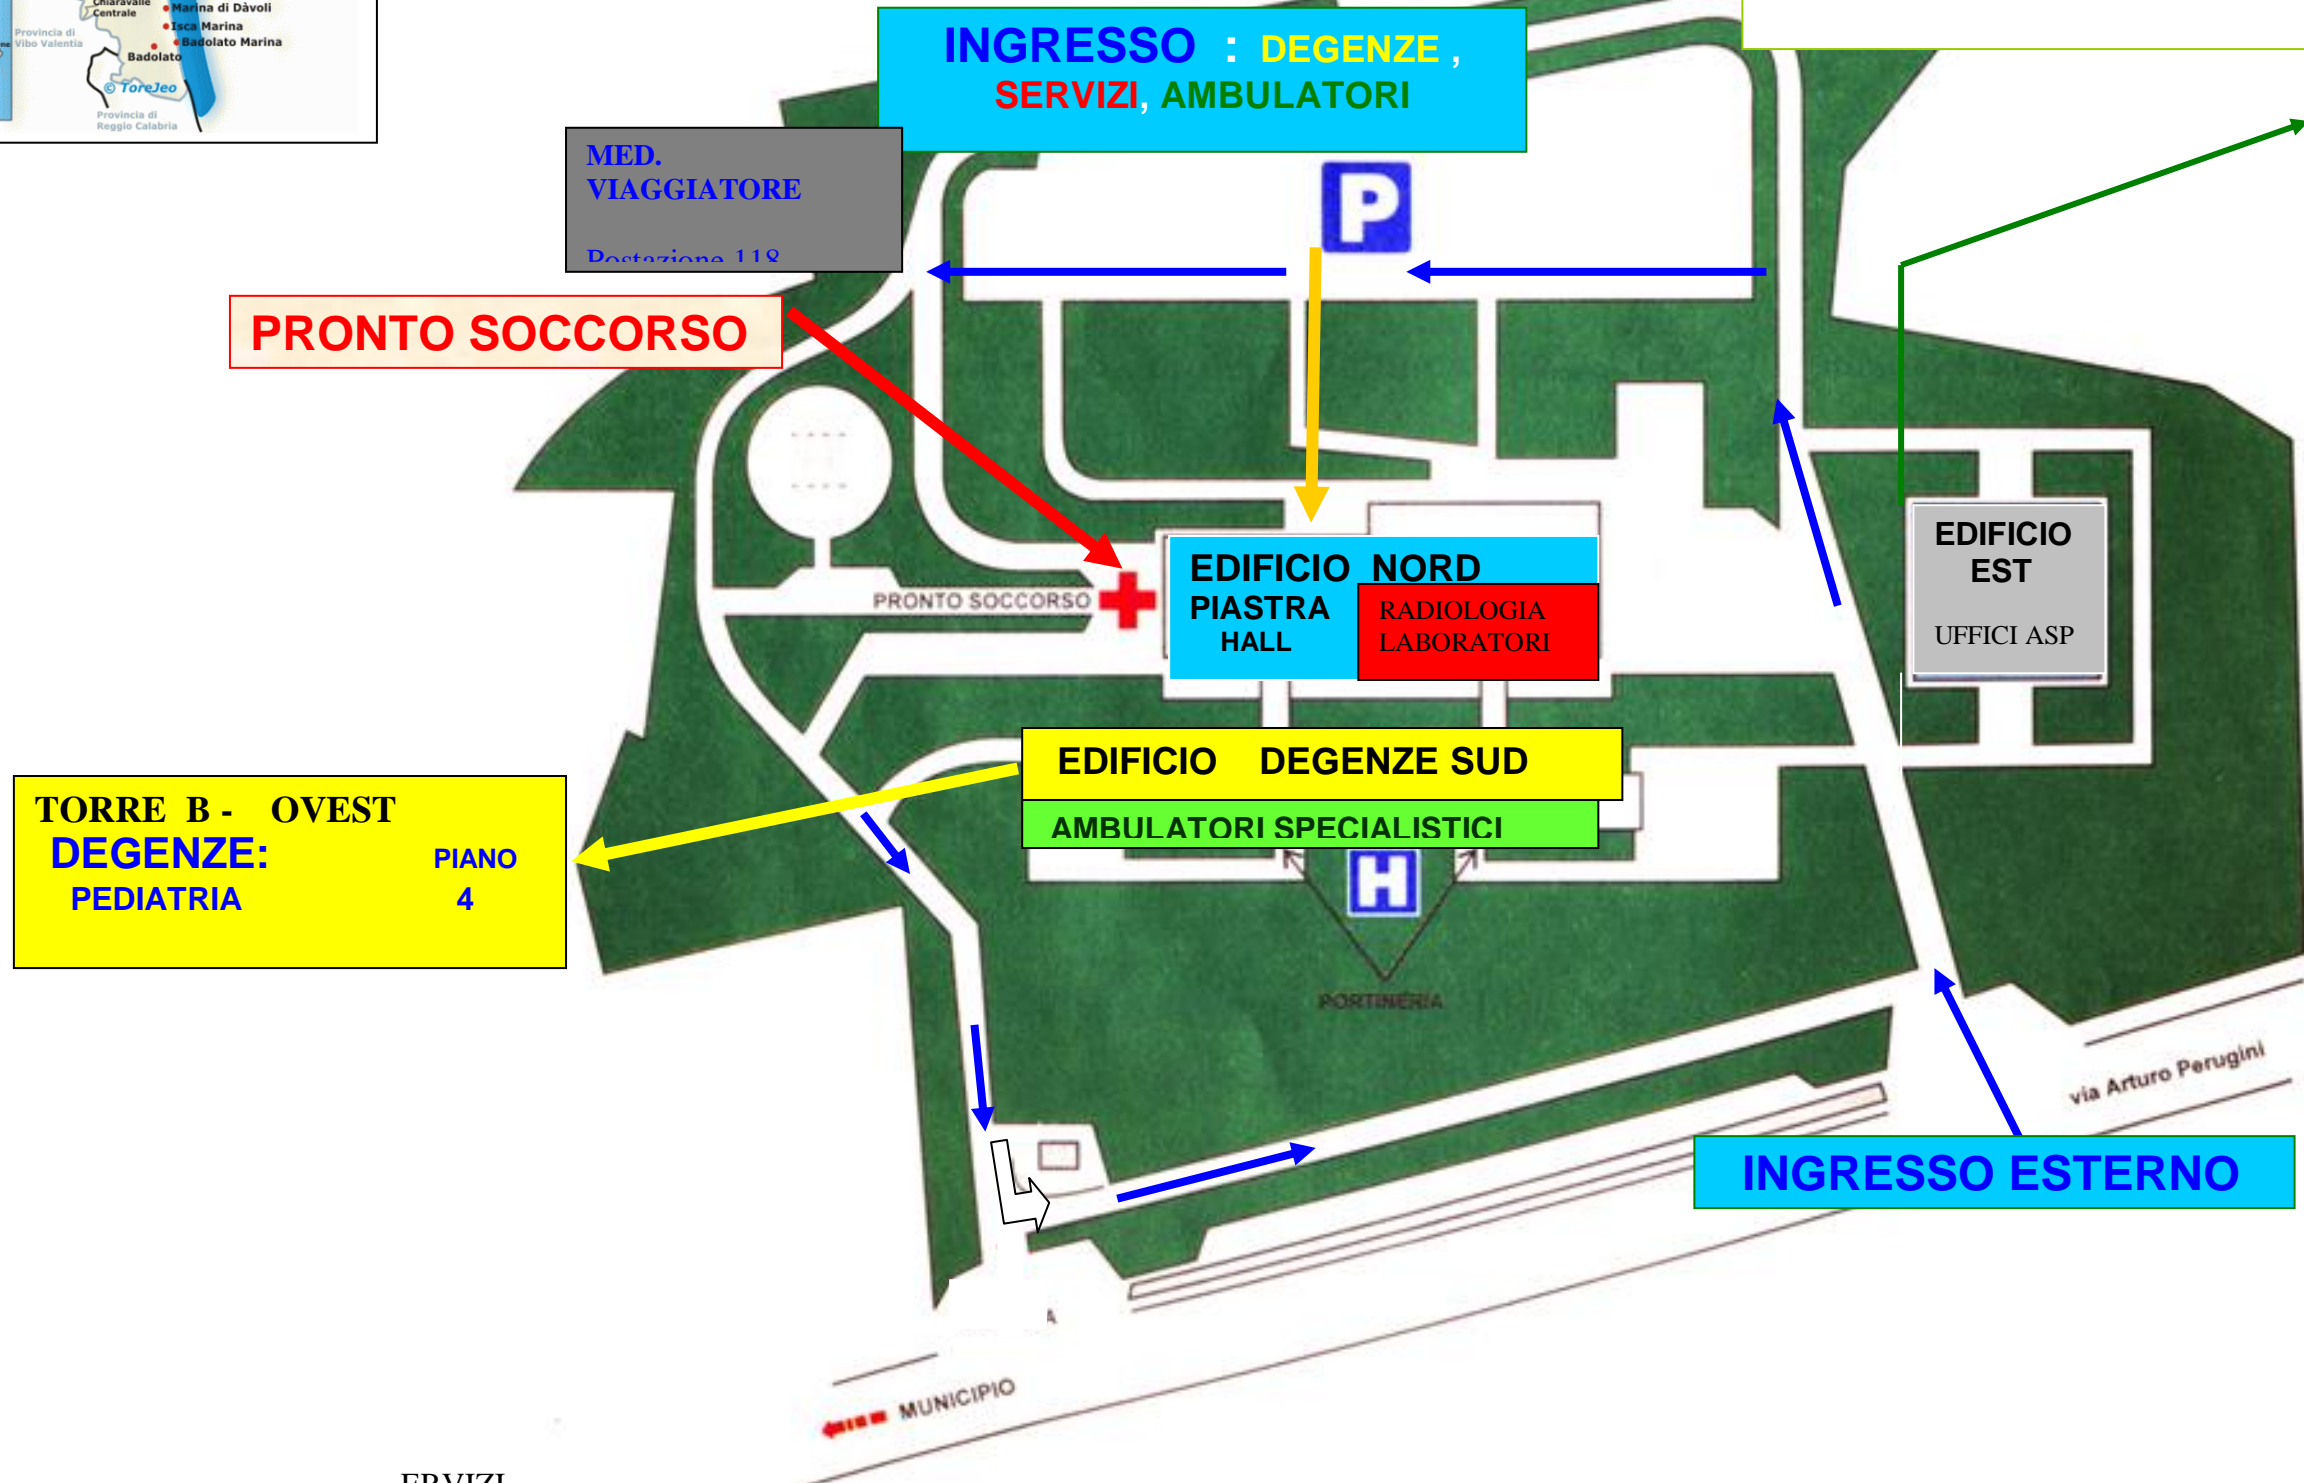 Chiaravalle
Centrale
Marina di Dàvoli
Isca Marina
Provincia di
Vibo Valentia
Badolato Marina
Badolato
© ToreJeo
Provincia di
Reggio Calabria
INGRESSO : DEGENZE ,
SERVIZI, AMBULATORI
MED.
VIAGGIATORE
Postazione 118
P
PRONTO SOCCORSO
EDIFICIO NORD
PIASTRA
HALL
RADIOLOGIA
LABORATORI
PRONTO SOCCORSO
EDIFICIO
EST
UFFICI ASP
EDIFICIO DEGENZE SUD
AMBULATORI SPECIALISTICI
H
TORRE B - OVEST
DEGENZE: PIANO
PEDIATRIA 4
PORTINERIA
via Arturo Perugini
INGRESSO ESTERNO
A
MUNICIPIO
ERVIZI